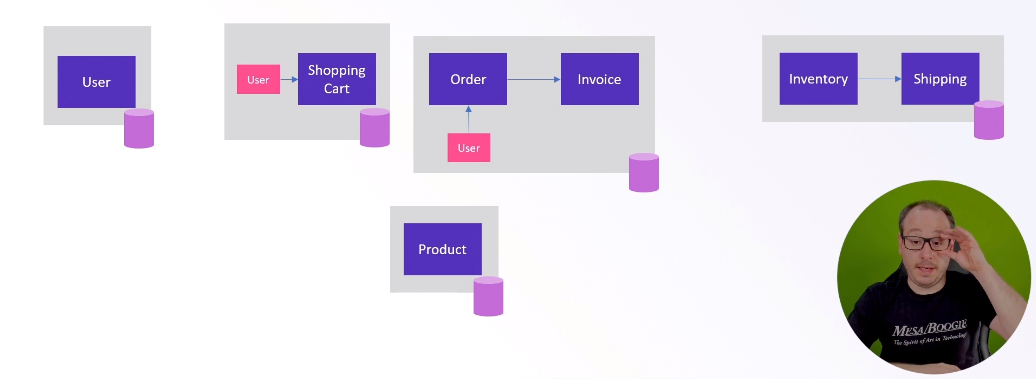 User
User
Shopping
Cart
Order
Invoice
User
Inventory
Shipping
Product
MESA/BOOGIE
The Spirit of Art in Technology